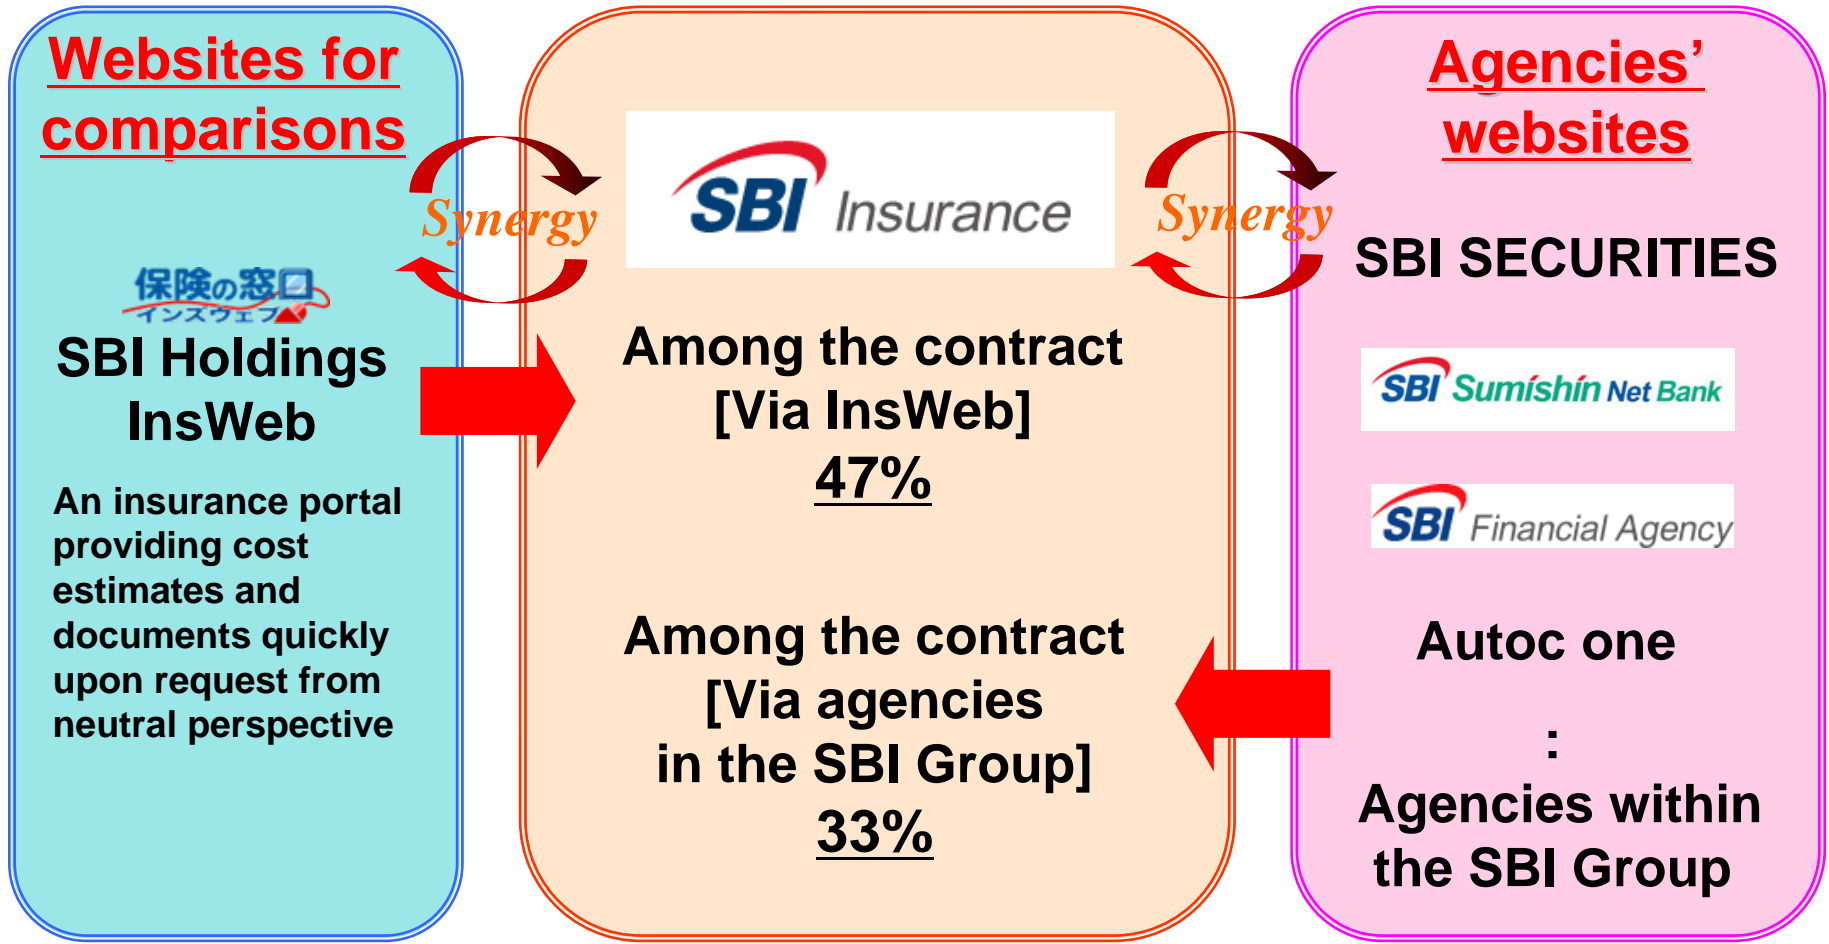 Websites for
comparisons
Synergy
保険の窓口
インズウェブ
SBI Holdings
InsWeb
An insurance portal
providing cost
estimates and
documents quickly
upon request from
neutral perspective
SBI Insurance
Among the contract
[Via InsWeb]
47%
Among the contract
[Via agencies
in the SBI Group]
33%
Synergy
Agencies’
websites
SBI SECURITIES
SBI Sumishin Net Bank
SBI Financial Agency
Autoc one
:
Agencies within
the SBI Group